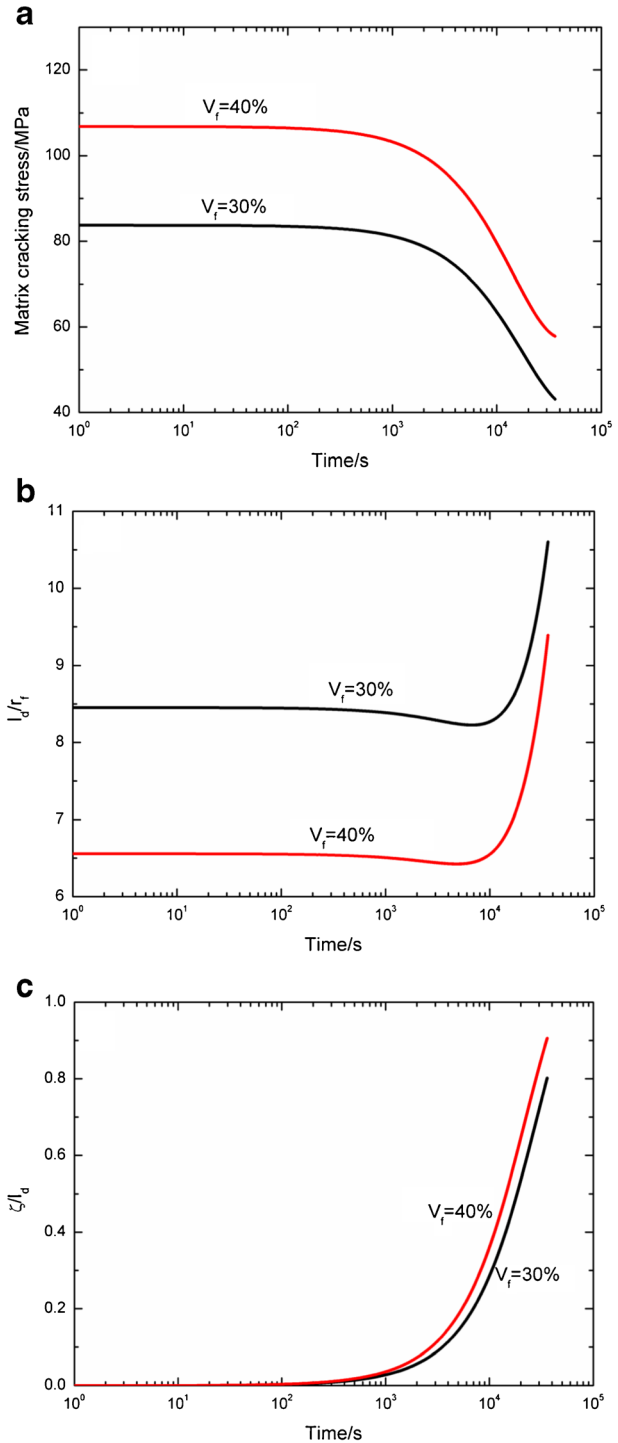 a
Matrix cracking stress/MPa
120
100
80
60
40
V_f=40%
V_f=30%
10^0 10^1 10^2 10^3 10^4 10^5
Time/s
b
l_d/r_f
11
10
9
8
7
6
V_f=30%
V_f=40%
10^0 10^1 10^2 10^3 10^4 10^5
Time/s
c
ζ/l_d
1.0
0.8
0.6
0.4
0.2
0.0
V_f=40%
V_f=30%
10^0 10^1 10^2 10^3 10^4 10^5
Time/s